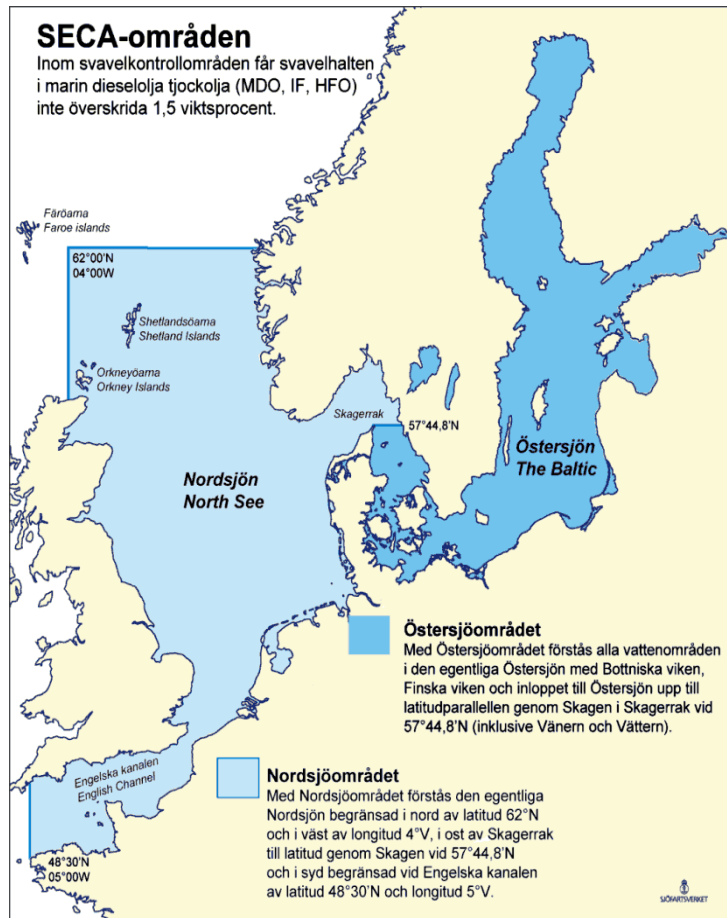 SECA-områden
Inom svavelkontrollområden får svavelhalten
i marin dieselolja tjockolja (MDO, IF, HFO)
inte överskrida 1,5 viktsprocent.
Färöarna
Faroe islands
62°00'N
04°00W
Shetlandsöarna
Shetland Islands
Orkneyöarna
Orkney Islands
Skagerrak
57°44,8'N
Nordsjön
North See
Östersjön
The Baltic
Östersjöområdet
Med Östersjöområdet förstås alla vattenområden
i den egentliga Östersjön med Bottniska viken,
Finska viken och inloppet till Östersjön upp till
latitudparallellen genom Skagen i Skagerrak vid
57°44,8'N (inklusive Vänern och Vättern).
Engelska kanalen
English Channel
Nordsjöområdet
Med Nordsjöområdet förstås den egentliga
Nordsjön begränsad i nord av latitud 62°N
och i väst av longitud 4°V, i ost av Skagerrak
till latitud genom Skagen vid 57°44,8'N
och i syd begränsad vid Engelska kanalen
av latitud 48°30'N och longitud 5°V.
48°30'N
05°00W
SJÖFARTSVERKET